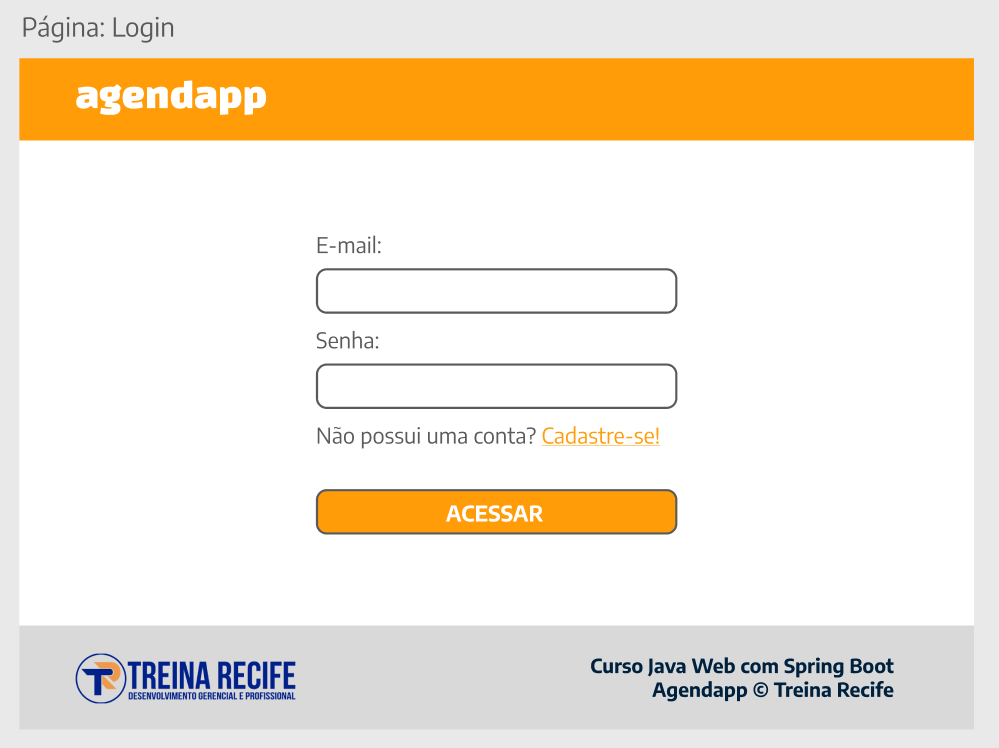 Página: Login
agendapp
E-mail:
Senha:
Não possui uma conta? Cadastre-se!
ACESSAR
TR TREINA RECIFE
DESENVOLVIMENTO GERENCIAL E PROFISSIONAL
Curso Java Web com Spring Boot
Agendapp © Treina Recife